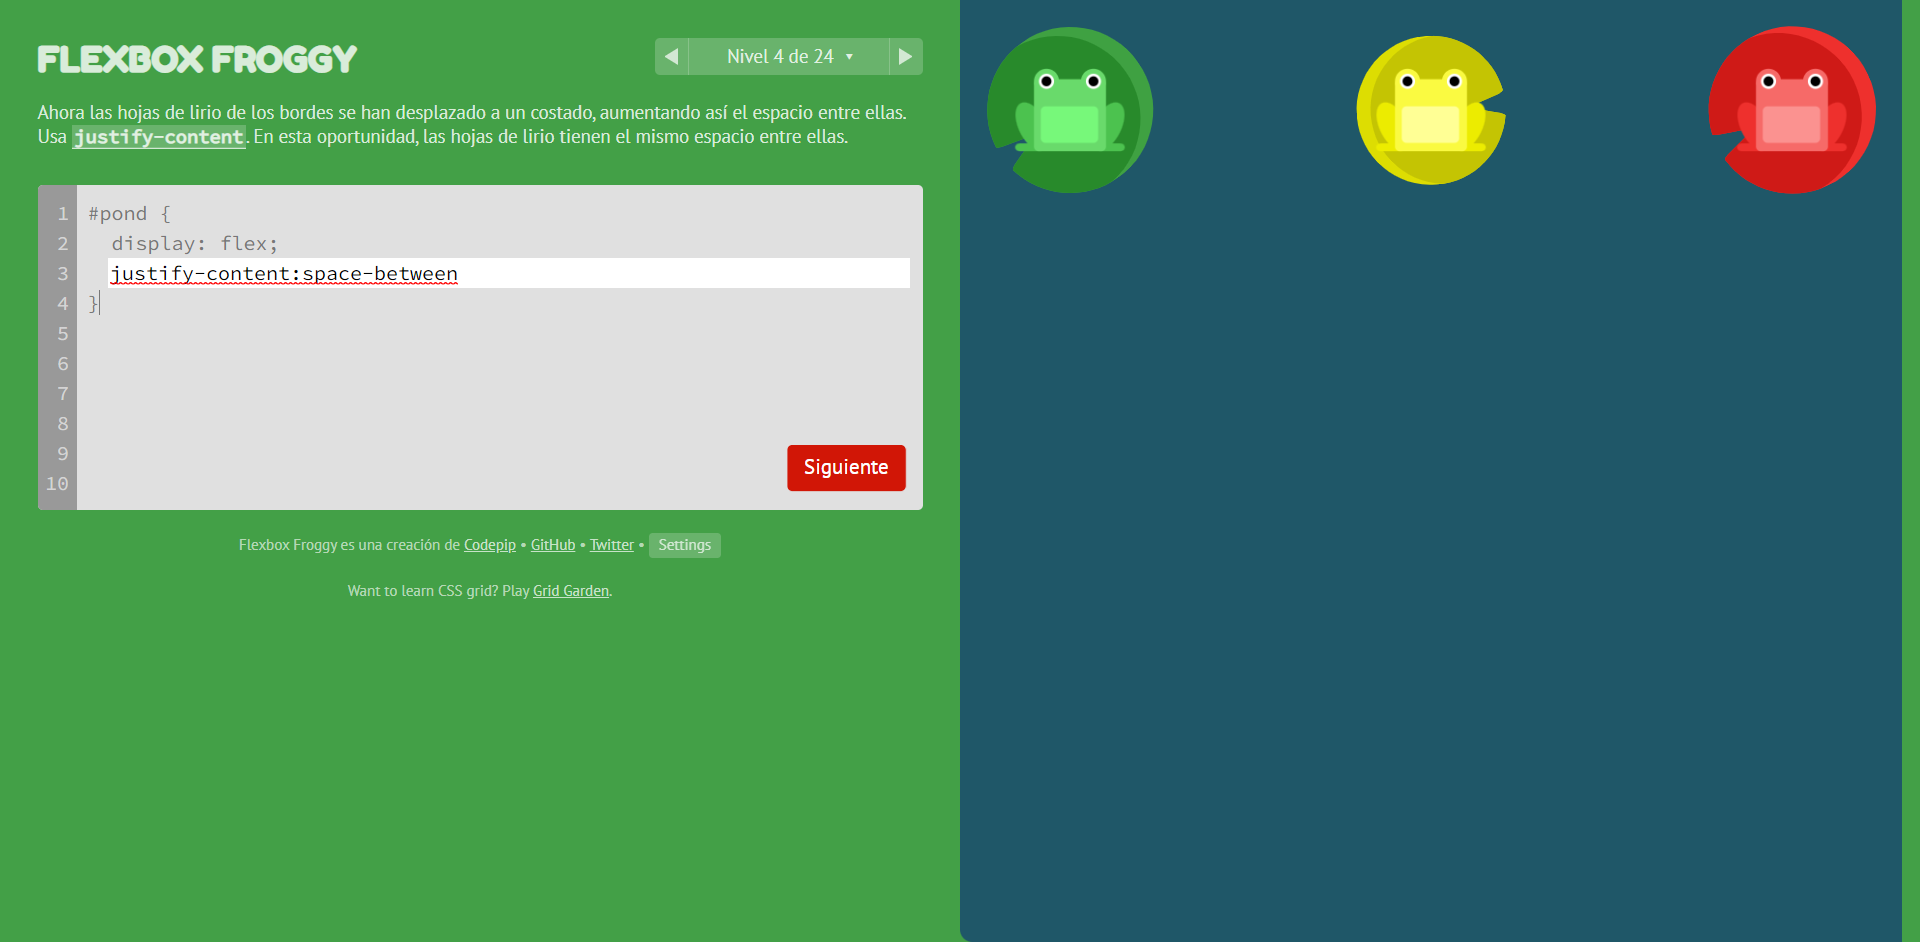 FLEXBOX FROGGY
Nivel 4 de 24
Ahora las hojas de lirio de los bordes se han desplazado a un costado, aumentando así el espacio entre ellas.
Usa justify-content. En esta oportunidad, las hojas de lirio tienen el mismo espacio entre ellas.
1 #pond {
2 display: flex;
3 justify-content:space-between
4 }
5
6
7
8
9
10
Siguiente
Flexbox Froggy es una creación de Codepip • GitHub • Twitter • Settings
Want to learn CSS grid? Play Grid Garden.